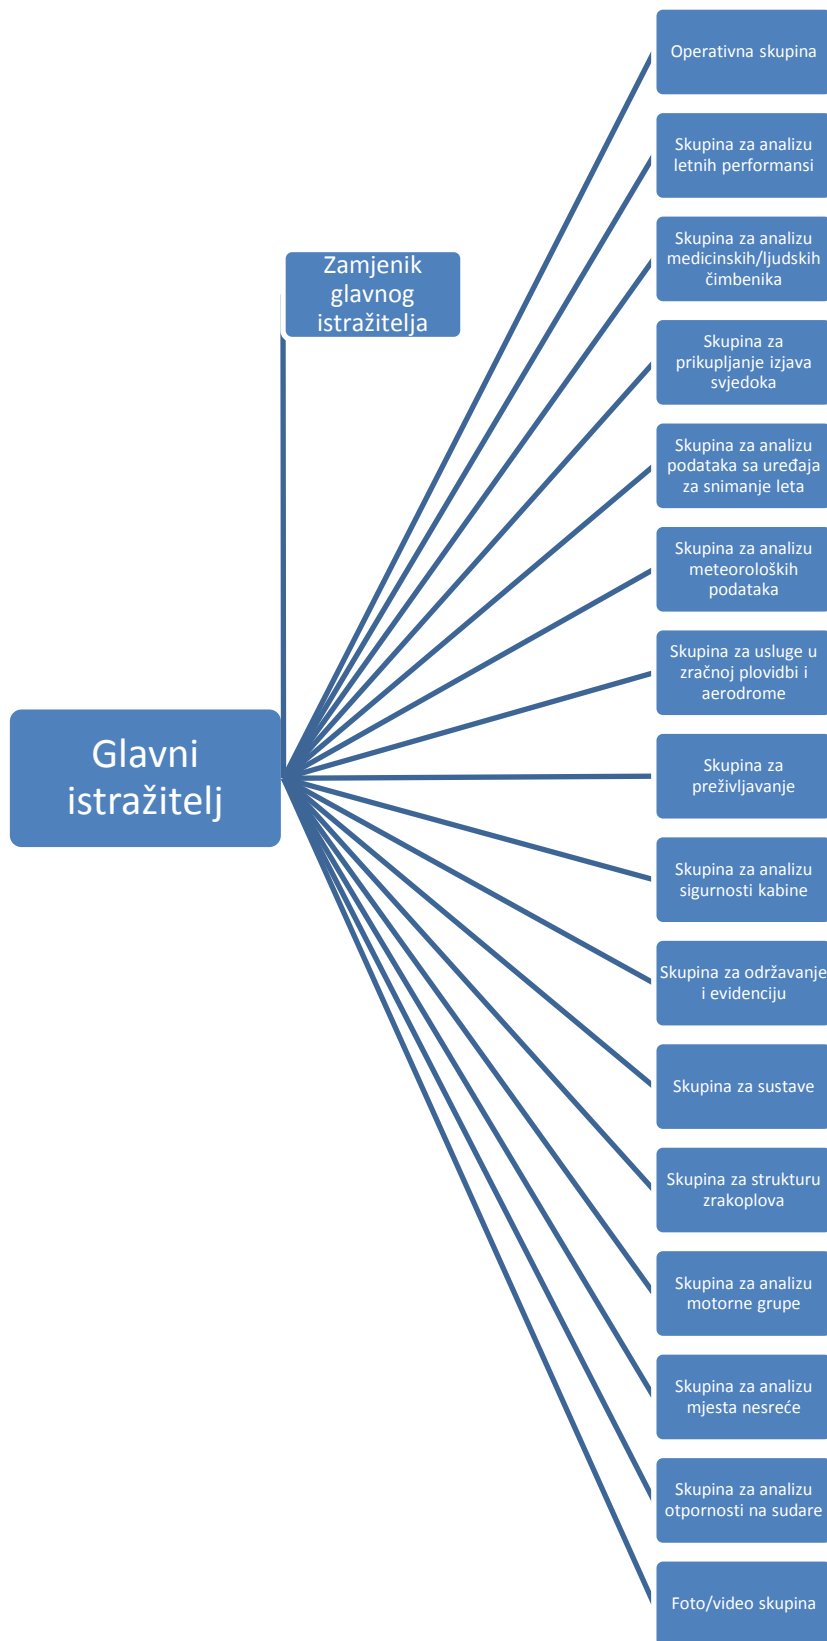 Operativna skupina
Skupina za analizu
letnih performansi
Skupina za analizu
medicinskih/ljudskih
čimbenika
Zamjenik
glavnog
istražitelja
Skupina za
prikupljanje izjava
svjedoka
Skupina za analizu
podataka sa uređaja
za snimanje leta
Skupina za analizu
meteoroloških
podataka
Skupina za usluge u
zračnoj plovidbi i
aerodrome
Glavni
istražitelj
Skupina za
preživljavanje
Skupina za analizu
sigurnosti kabine
Skupina za održavanje
i evidenciju
Skupina za sustave
Skupina za strukturu
zrakoplova
Skupina za analizu
motorne grupe
Skupina za analizu
mjesta nesreće
Skupina za analizu
otpornosti na sudare
Foto/video skupina